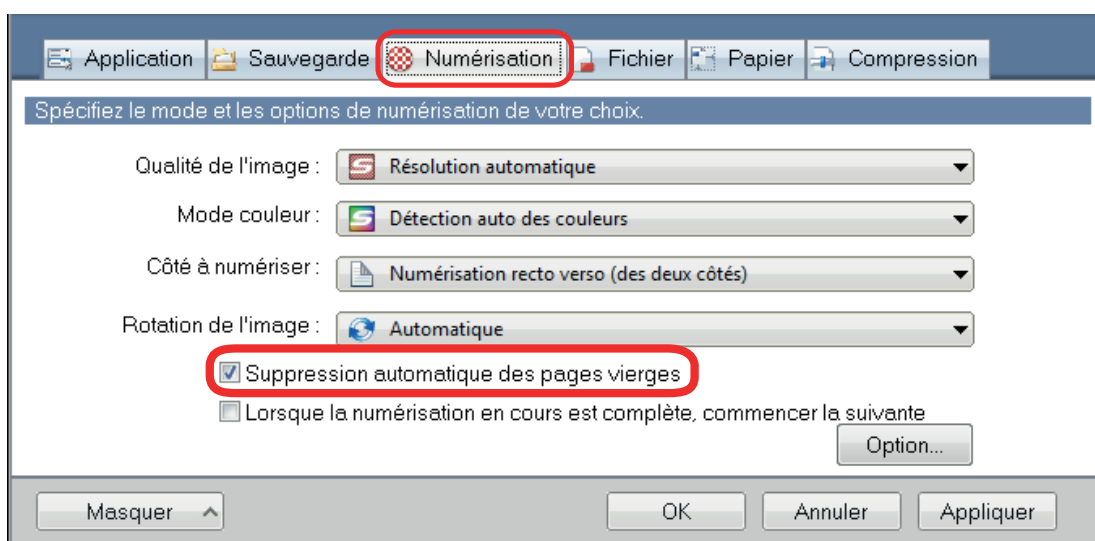 Application Sauvegarde Numérisation Fichier Papier Compression
Spécifiez le mode et les options de numérisation de votre choix.
Qualité de l'image : Résolution automatique
Mode couleur : Détection auto des couleurs
Côté à numériser : Numérisation recto verso (des deux côtés)
Rotation de l'image : Automatique
Suppression automatique des pages vierges
Lorsque la numérisation en cours est complète, commencer la suivante
Option...
Masquer OK Annuler Appliquer